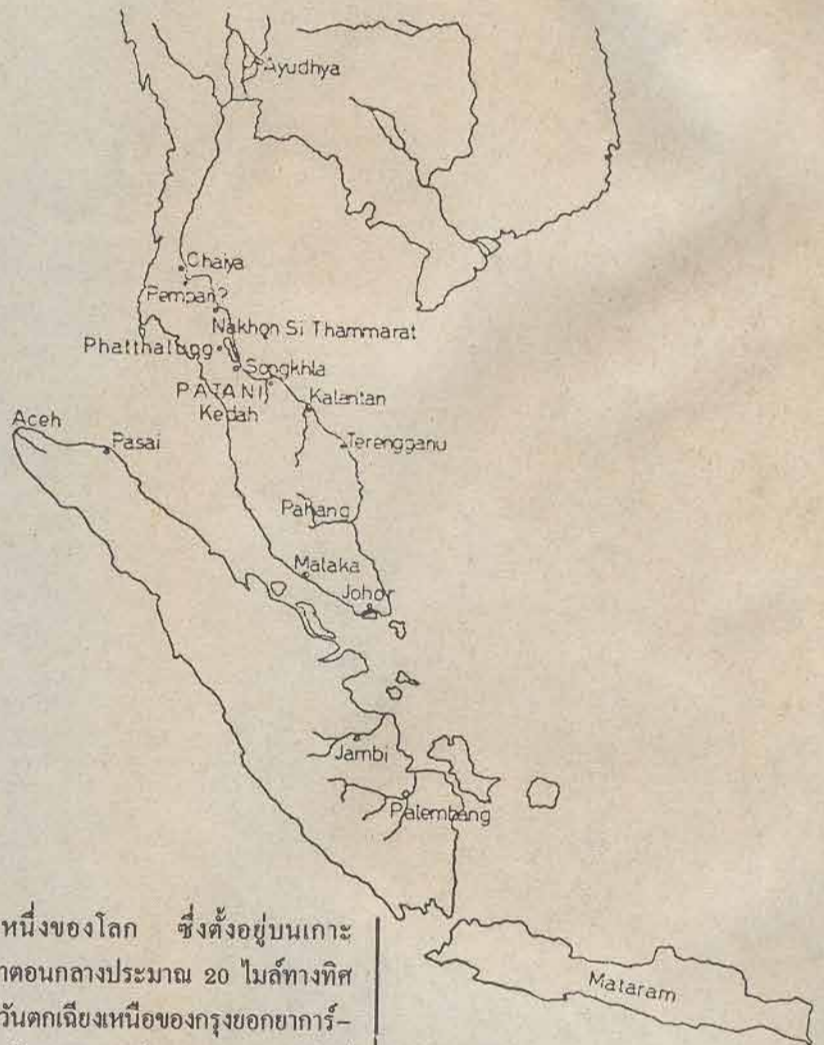 Ayudhya
Chaiya
Pempan?
Nakhon Si Thammarat
Phatthalung
Songkhla
PATANI
Kalantan
Kedah
Aceh
Pasai
Terengganu
Pahang
Malaka
Johor
Jambi
Palembang
Mataram
หนึ่งของโลก ซึ่งตั้งอยู่บนเกาะ
าตอนกลางประมาณ 20 ไมล์ทางทิศ
วันตกเฉียงเหนือของกรุงยอกยาการ์–